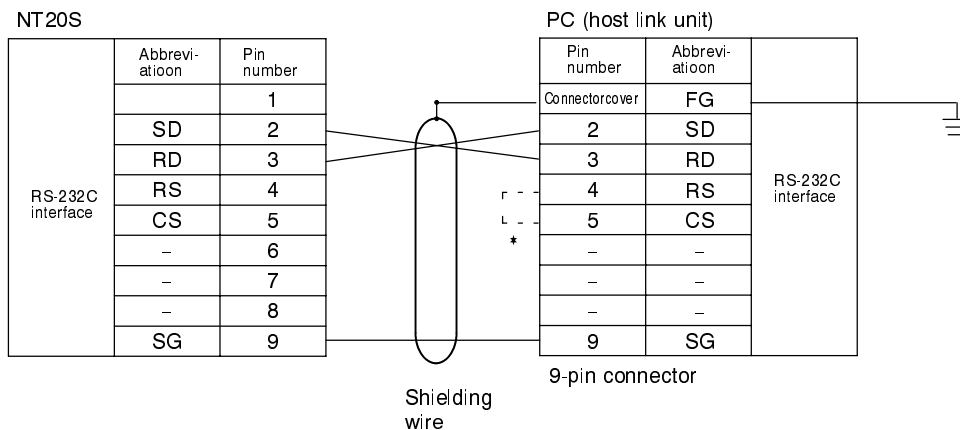 NT20S
PC (host link unit)
Abbrevi-
atioon
Pin
number
Pin
number
Abbrevi-
atioon
1
Connectorcover
FG
SD
2
2
SD
RD
3
3
RD
RS
4
4
RS
CS
5
5
CS
*
–
6
–
–
–
7
–
–
–
8
–
–
SG
9
9
SG
RS-232C
interface
RS-232C
interface
9-pin connector
Shielding
wire